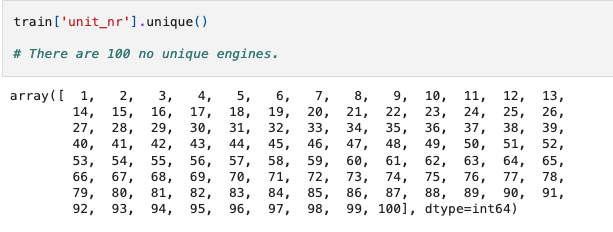 train['unit_nr'].unique()
# There are 100 no unique engines.
array([  1,   2,   3,   4,   5,   6,   7,   8,   9,  10,  11,  12,  13,
        14,  15,  16,  17,  18,  19,  20,  21,  22,  23,  24,  25,  26,
        27,  28,  29,  30,  31,  32,  33,  34,  35,  36,  37,  38,  39,
        40,  41,  42,  43,  44,  45,  46,  47,  48,  49,  50,  51,  52,
        53,  54,  55,  56,  57,  58,  59,  60,  61,  62,  63,  64,  65,
        66,  67,  68,  69,  70,  71,  72,  73,  74,  75,  76,  77,  78,
        79,  80,  81,  82,  83,  84,  85,  86,  87,  88,  89,  90,  91,
        92,  93,  94,  95,  96,  97,  98,  99, 100], dtype=int64)